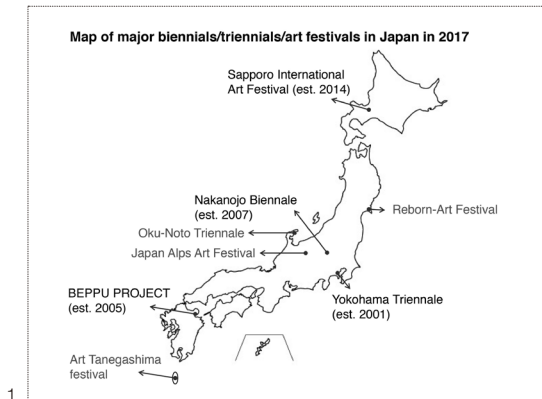 Map of major biennials/triennials/art festivals in Japan in 2017
Sapporo International
Art Festival (est. 2014)
Nakanojo Biennale
(est. 2007)
Reborn-Art Festival
Oku-Noto Triennale
Japan Alps Art Festival
BEPPU PROJECT
(est. 2005)
Yokohama Triennale
(est. 2001)
Art Tanegashima
festival
1